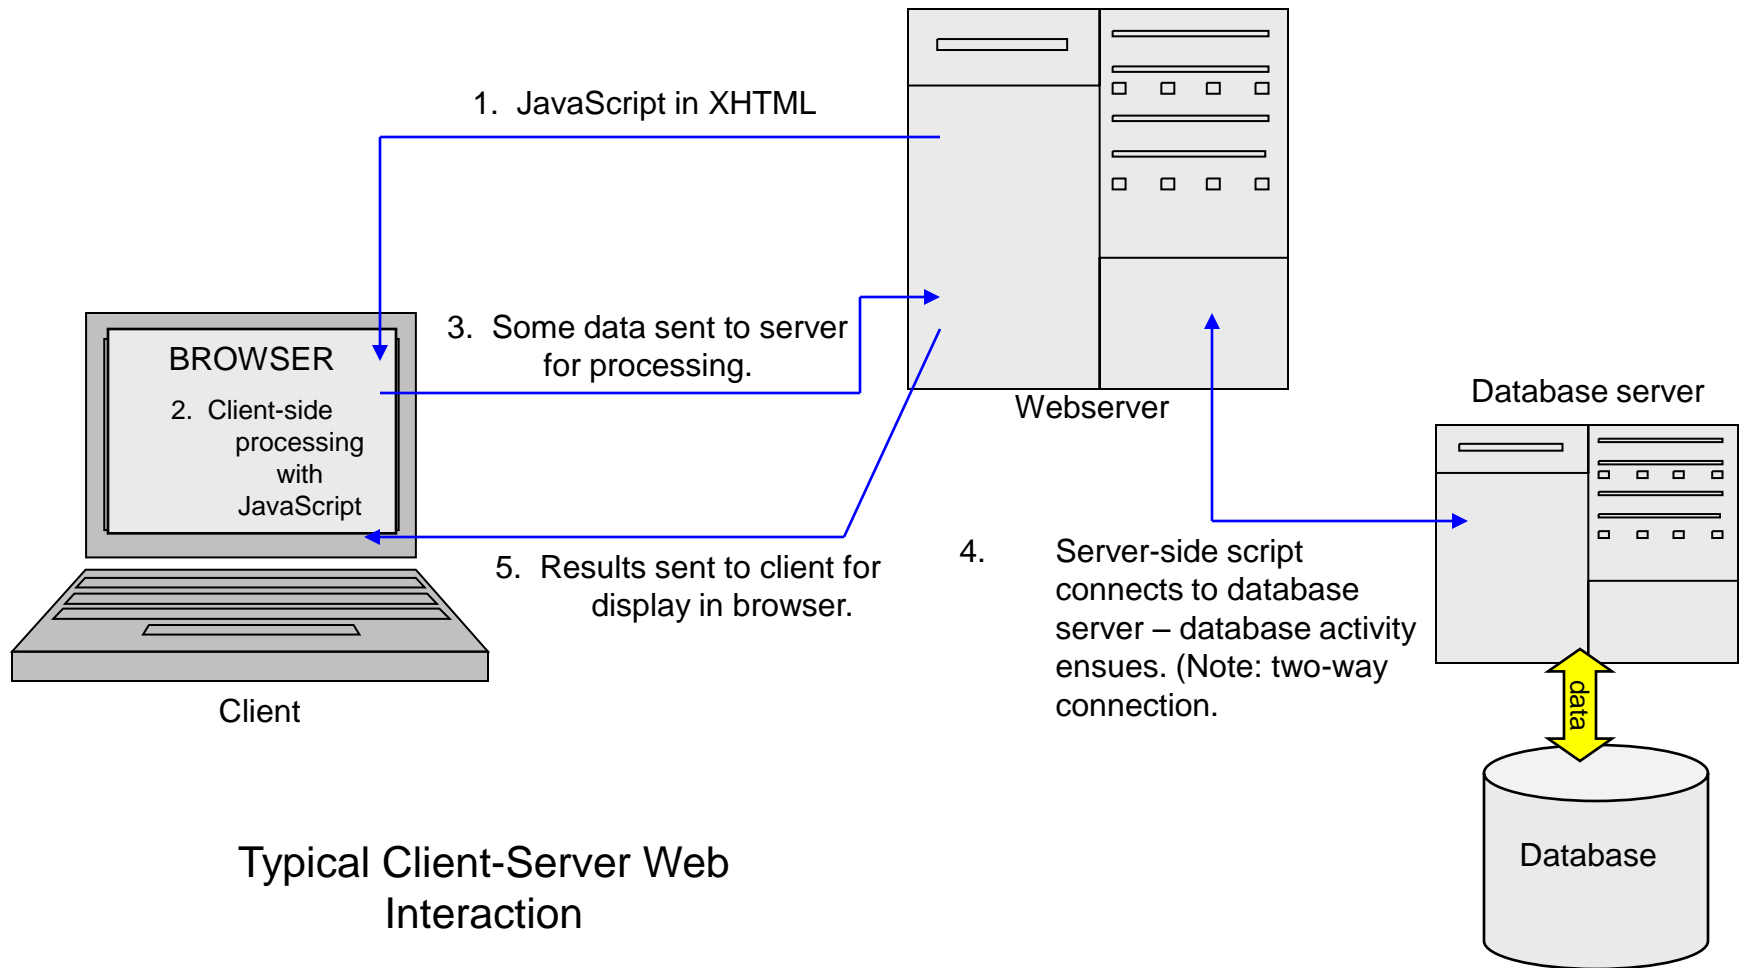 1. JavaScript in XHTML
BROWSER
2. Client-side
processing
with
JavaScript
3. Some data sent to server
for processing.
Webserver
Database server
5. Results sent to client for
display in browser.
4. Server-side script
connects to database
server – database activity
ensues. (Note: two-way
connection.
Client
data
Database
Typical Client-Server Web
Interaction